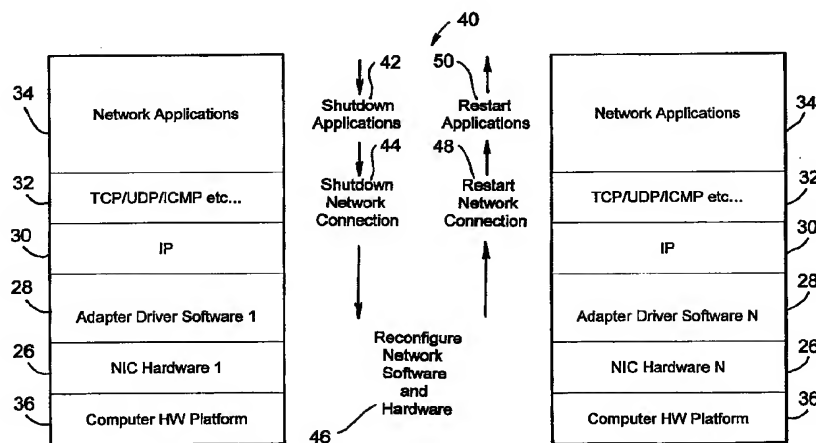 40
34
Network Applications
32
TCP/UDP/ICMP etc...
30
IP
28
Adapter Driver Software 1
26
NIC Hardware 1
36
Computer HW Platform
42
Shutdown
Applications
44
Shutdown
Network
Connection
Reconfigure
Network
Software
and
Hardware
46
50
Restart
Applications
48
Restart
Network
Connection
Network Applications
34
TCP/UDP/ICMP etc...
32
IP
30
Adapter Driver Software N
28
NIC Hardware N
26
Computer HW Platform
36